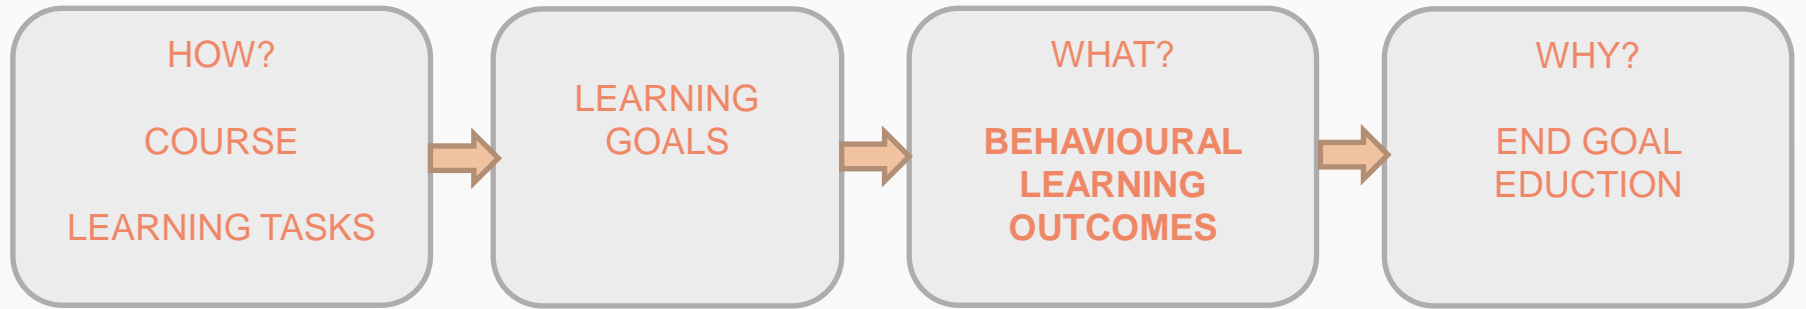 HOW?
COURSE
LEARNING TASKS
LEARNING
GOALS
WHAT?
BEHAVIOURAL
LEARNING
OUTCOMES
WHY?
END GOAL
EDUCTION